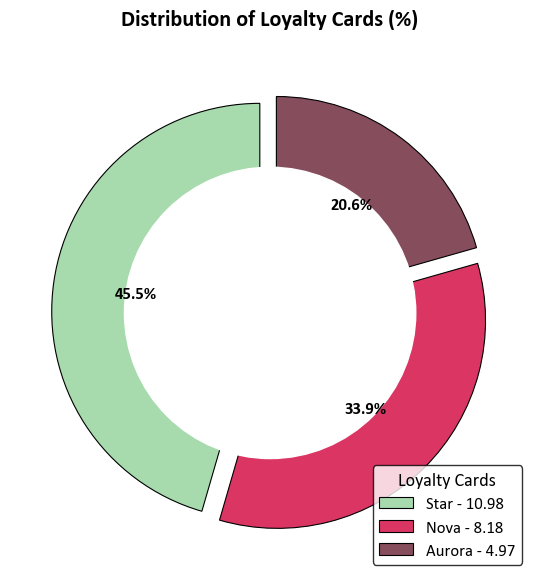 Distribution of Loyalty Cards (%)
20.6%
45.5%
33.9%
Loyalty Cards
Star - 10.98
Nova - 8.18
Aurora - 4.97